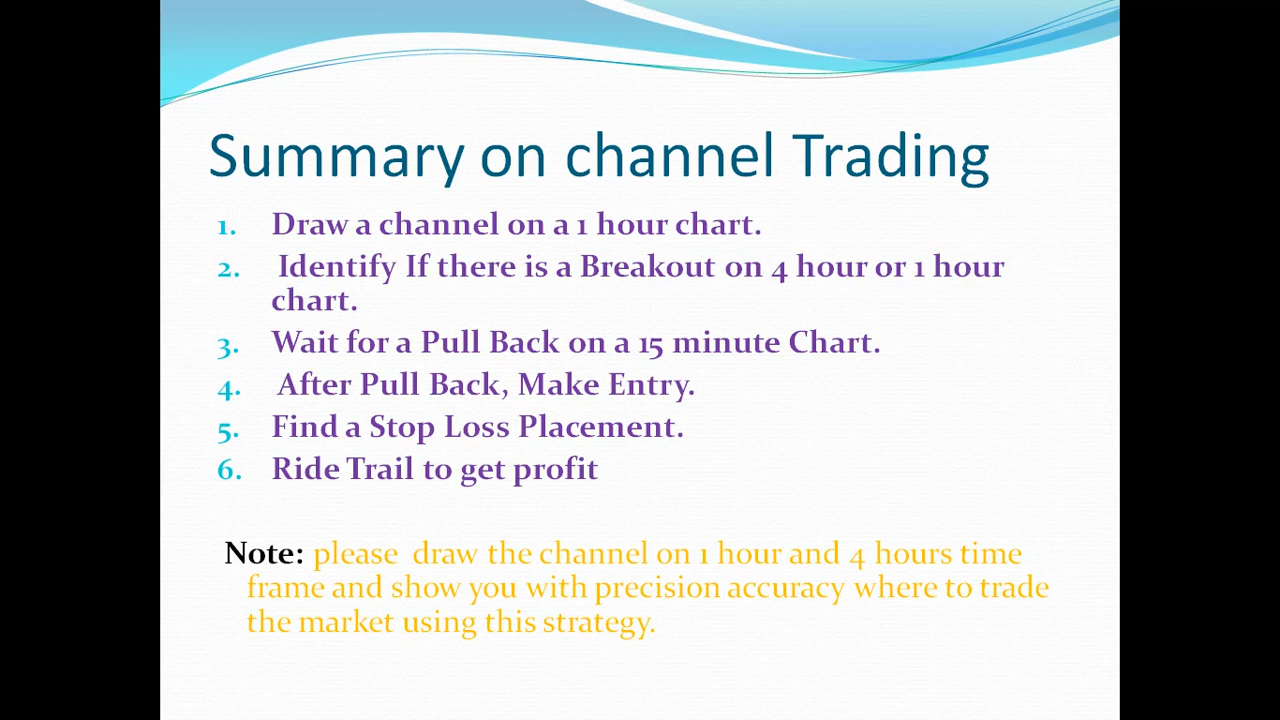 Summary on channel Trading
1. Draw a channel on a 1 hour chart.
2. Identify If there is a Breakout on 4 hour or 1 hour
chart.
3. Wait for a Pull Back on a 15 minute Chart.
4. After Pull Back, Make Entry.
5. Find a Stop Loss Placement.
6. Ride Trail to get profit
Note: please draw the channel on 1 hour and 4 hours time
frame and show you with precision accuracy where to trade
the market using this strategy.